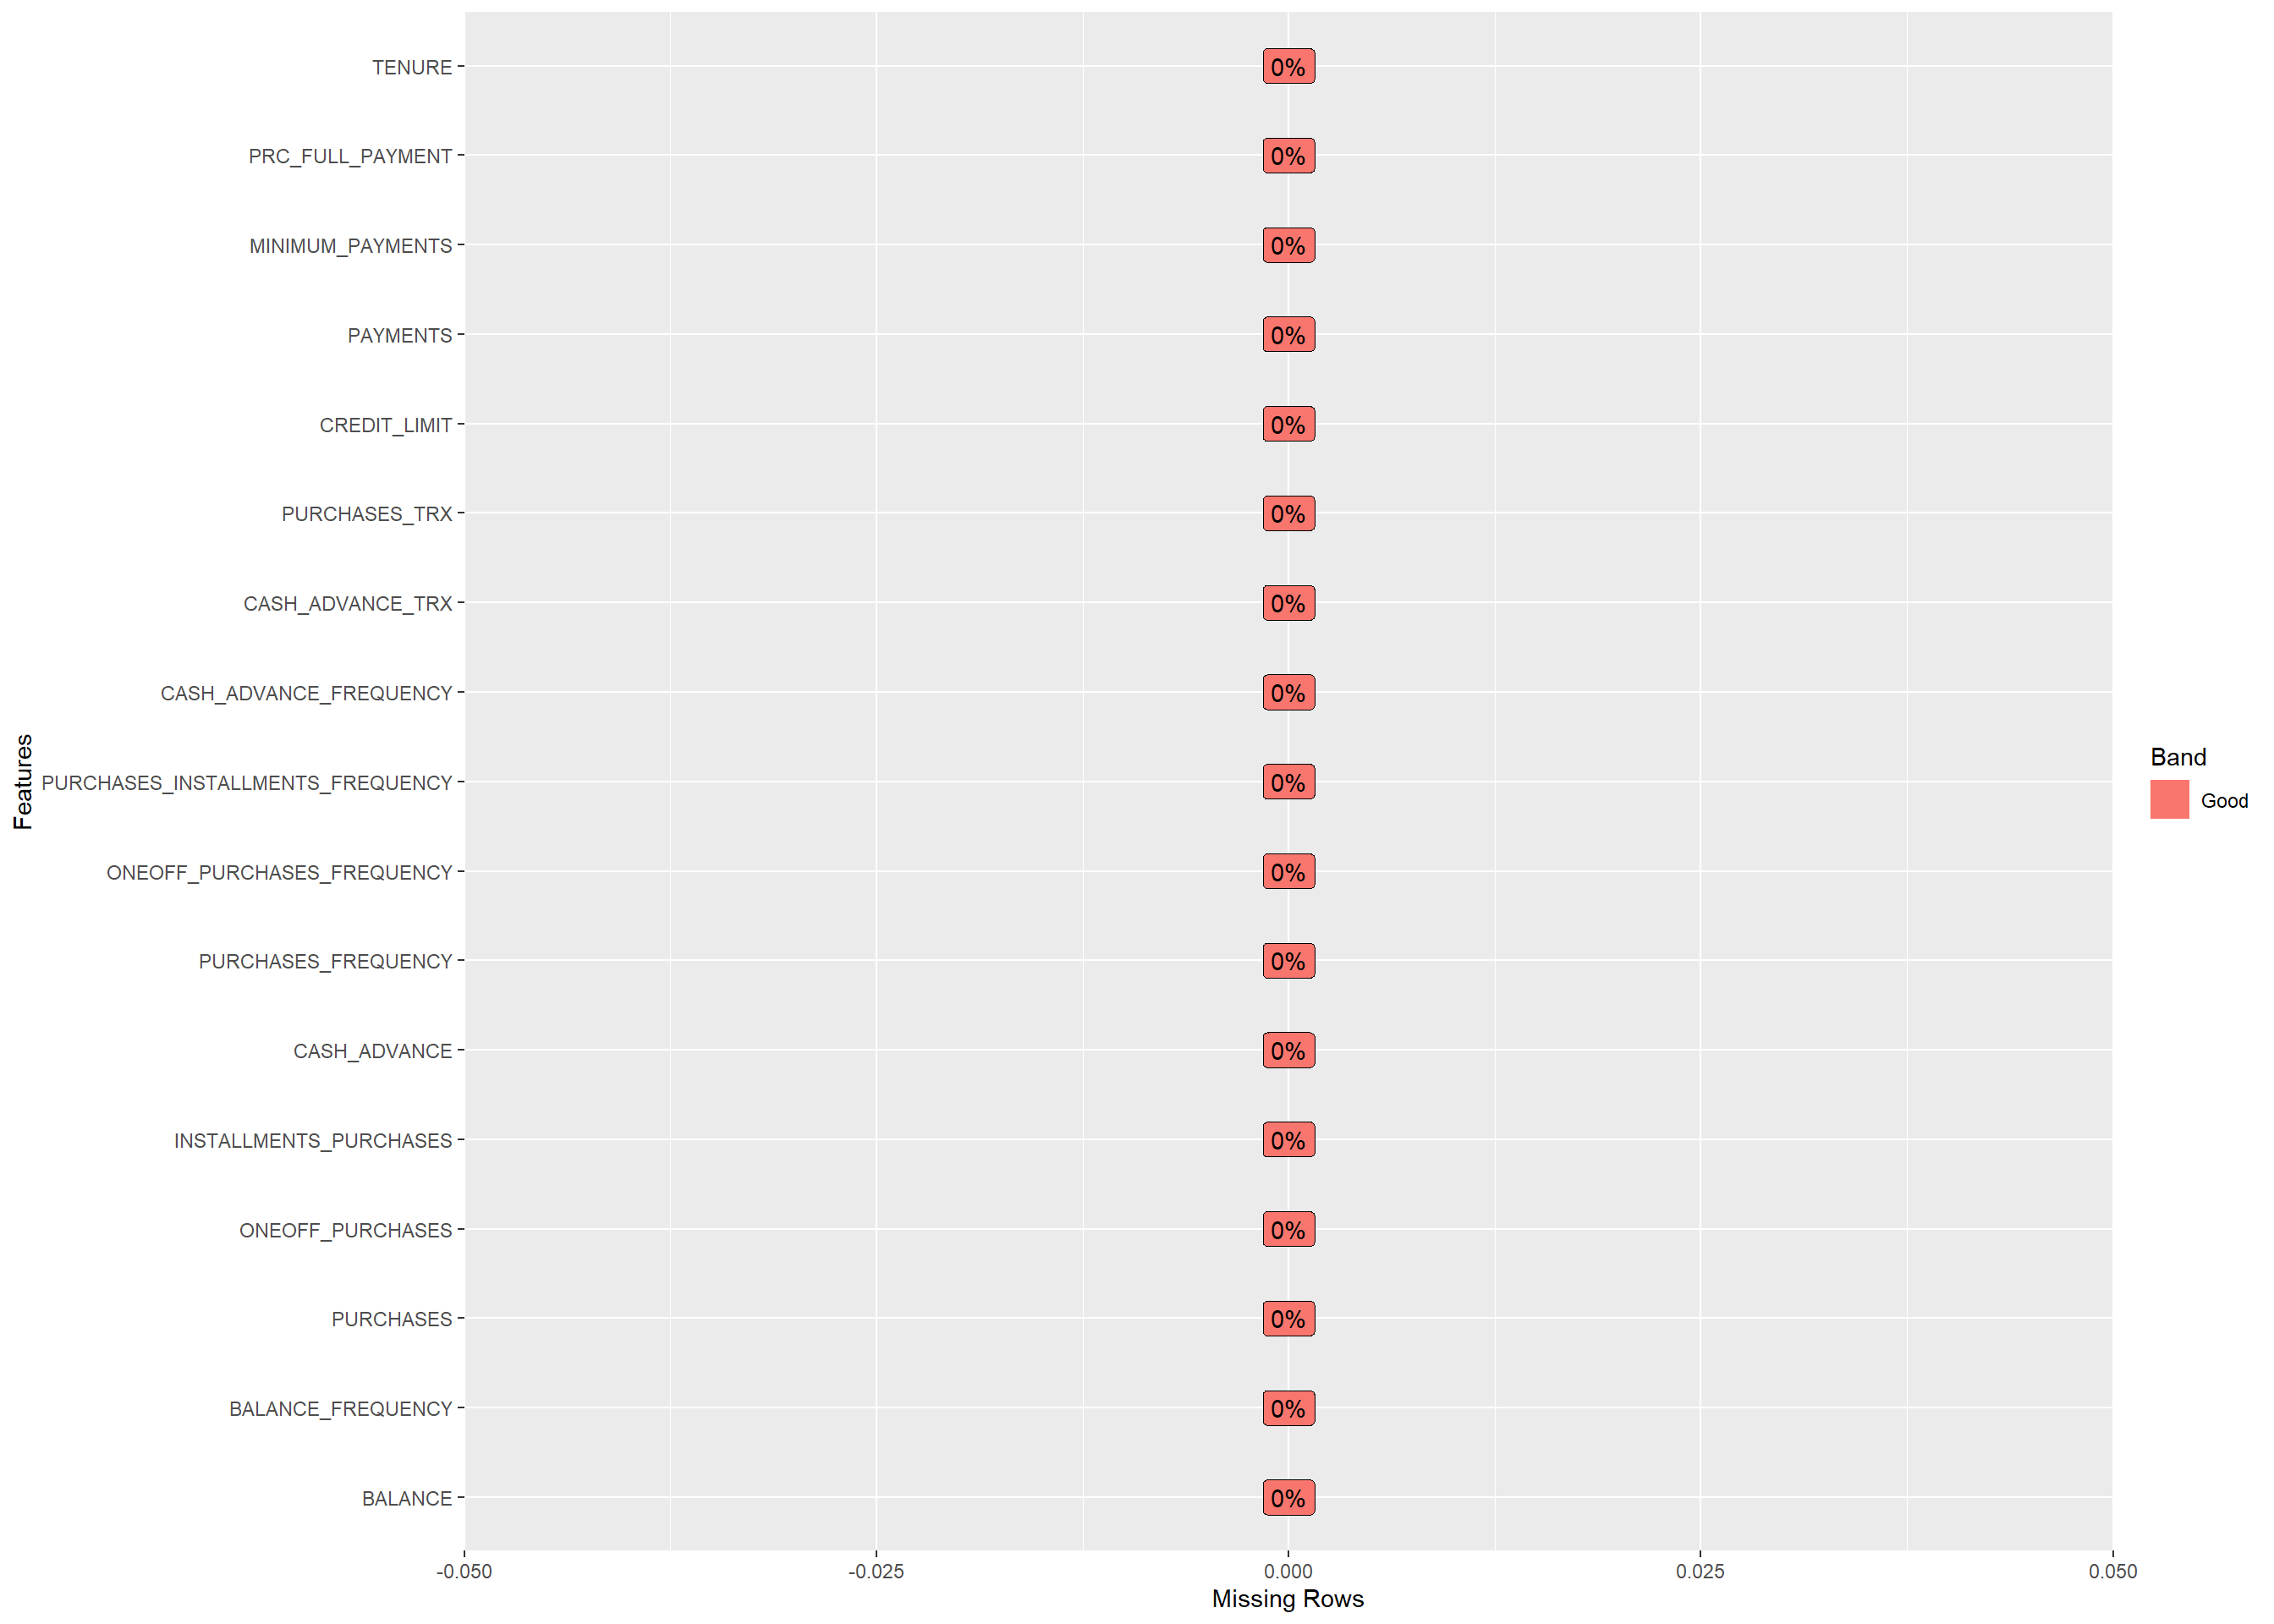 TENURE 0%
PRC_FULL_PAYMENT 0%
MINIMUM_PAYMENTS 0%
PAYMENTS 0%
CREDIT_LIMIT 0%
PURCHASES_TRX 0%
CASH_ADVANCE_TRX 0%
CASH_ADVANCE_FREQUENCY 0%
PURCHASES_INSTALLMENTS_FREQUENCY 0%
ONEOFF_PURCHASES_FREQUENCY 0%
PURCHASES_FREQUENCY 0%
CASH_ADVANCE 0%
INSTALLMENTS_PURCHASES 0%
ONEOFF_PURCHASES 0%
PURCHASES 0%
BALANCE_FREQUENCY 0%
BALANCE 0%
Features
-0.050 -0.025 0.000 0.025 0.050
Missing Rows
Band
Good